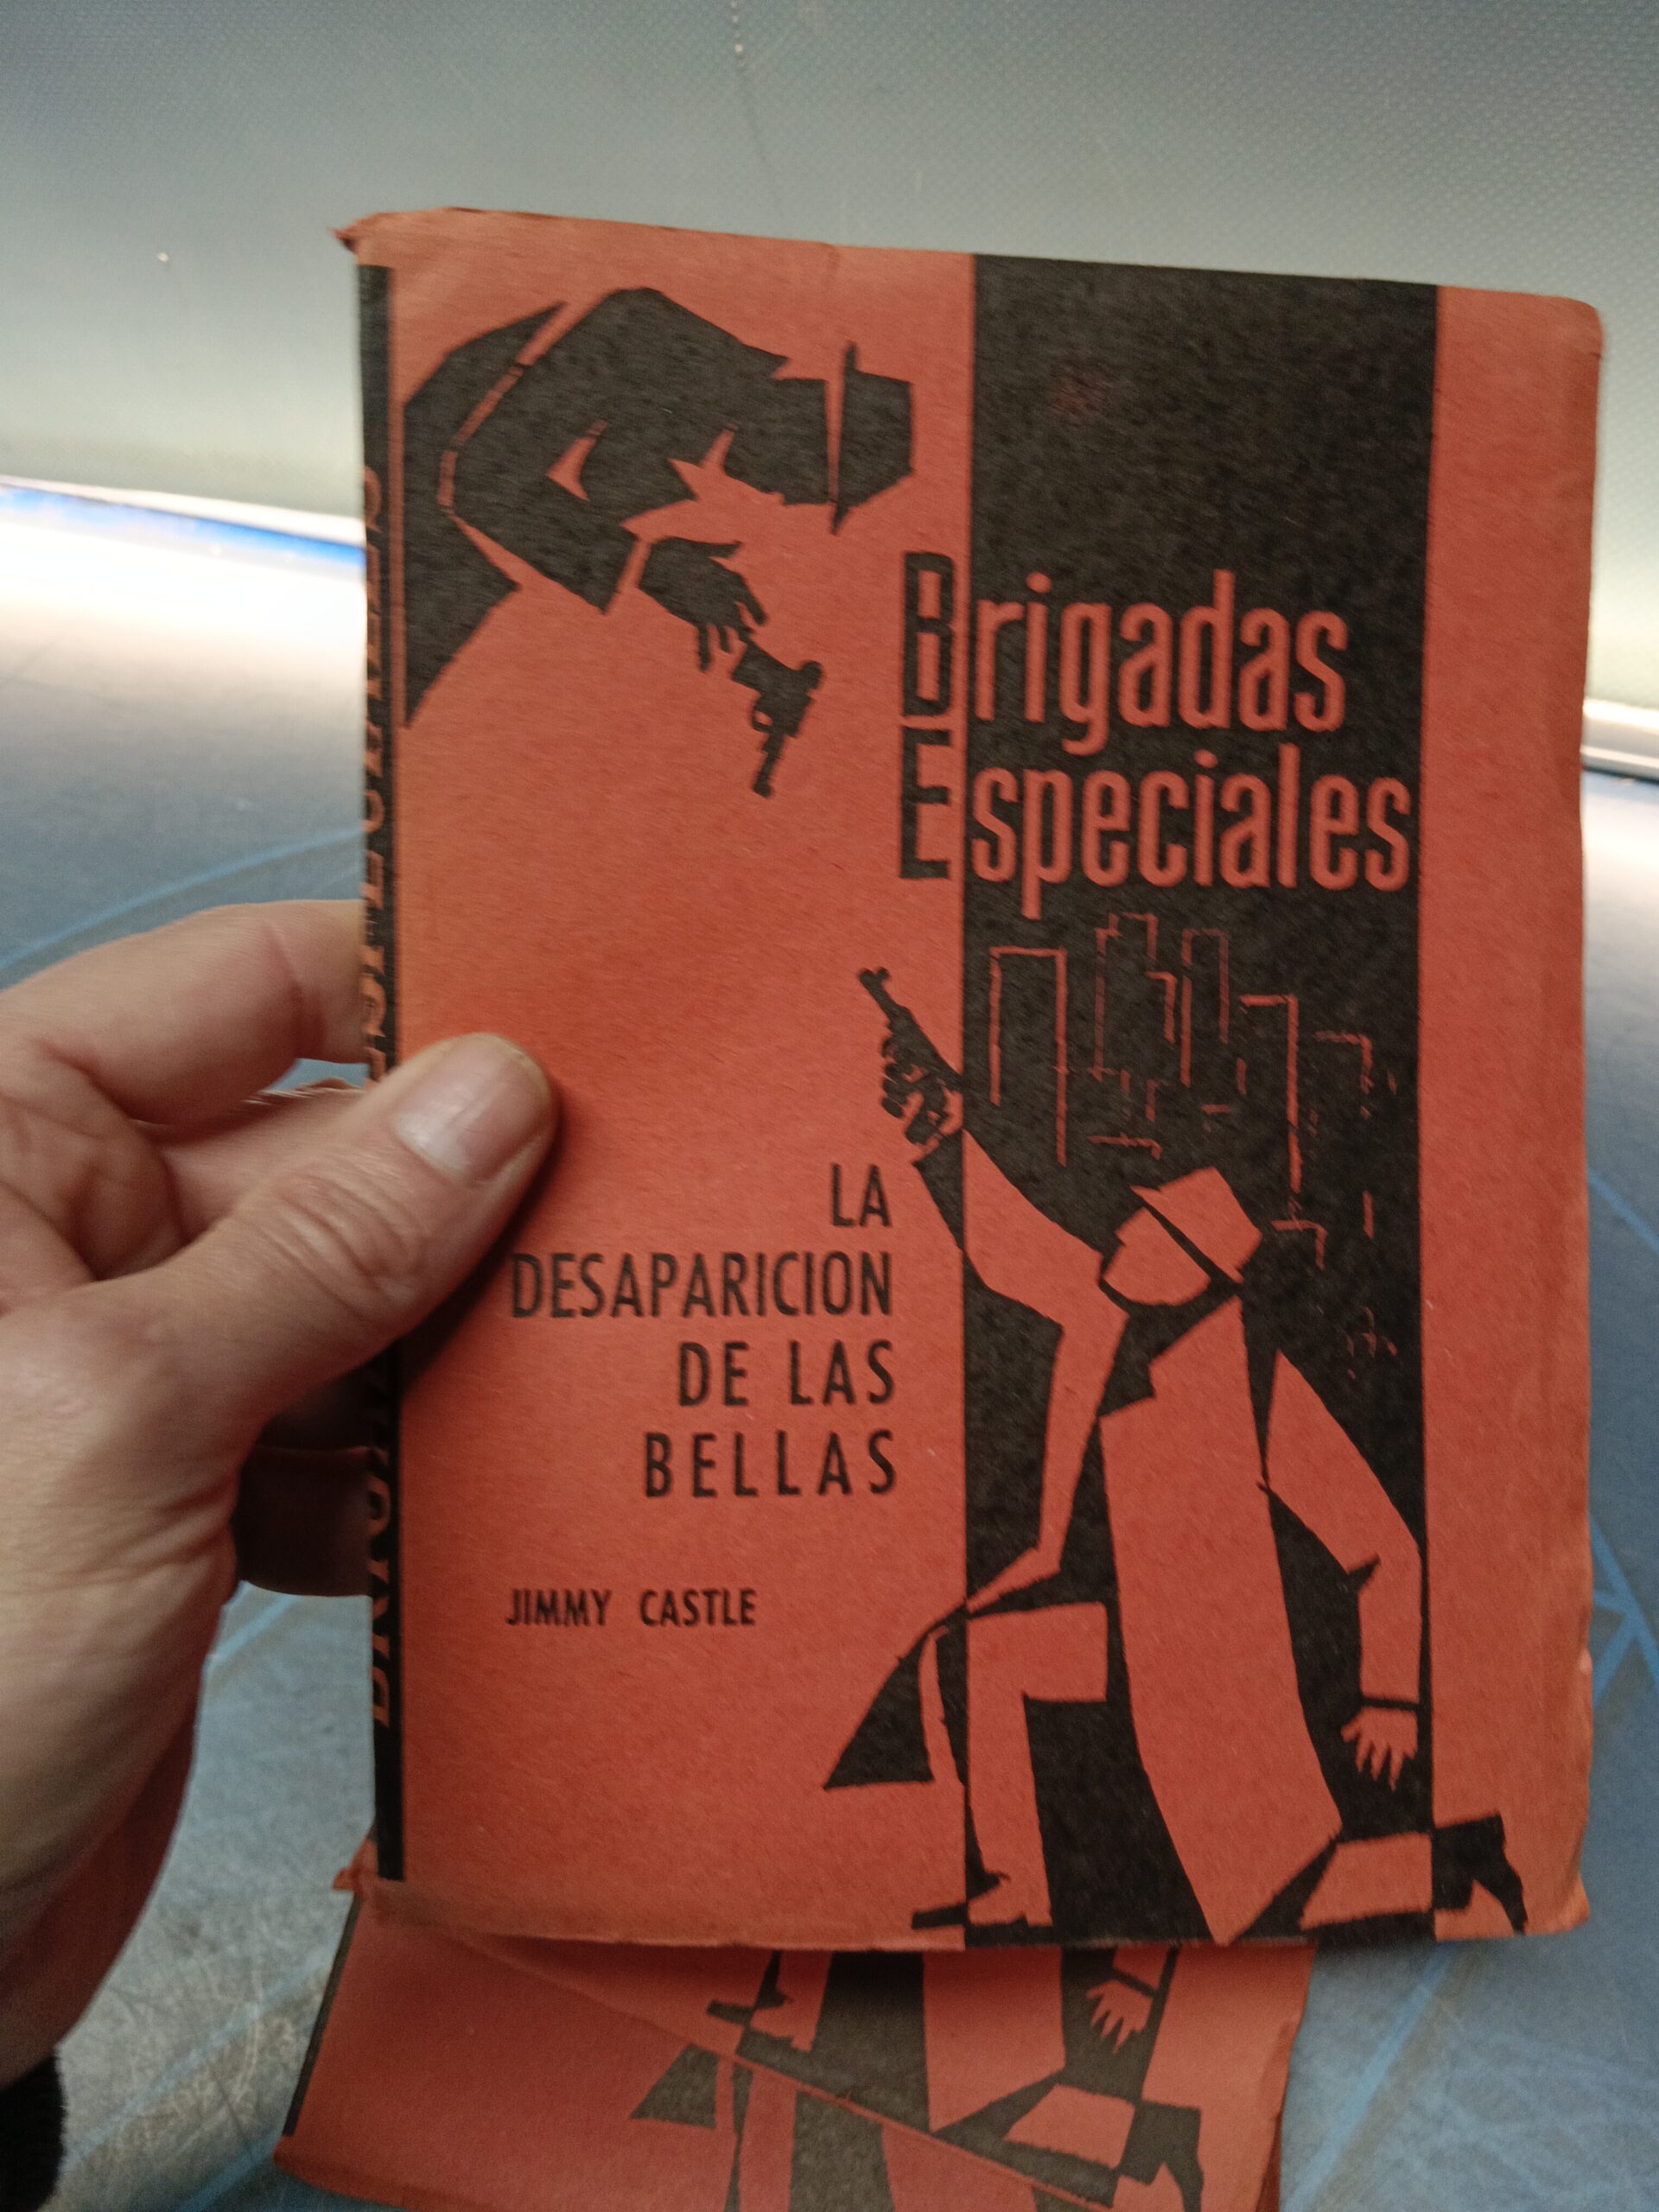 Brigadas
Especiales
LA
DESAPARICION
DE LAS
BELLAS
JIMMY CASTLE